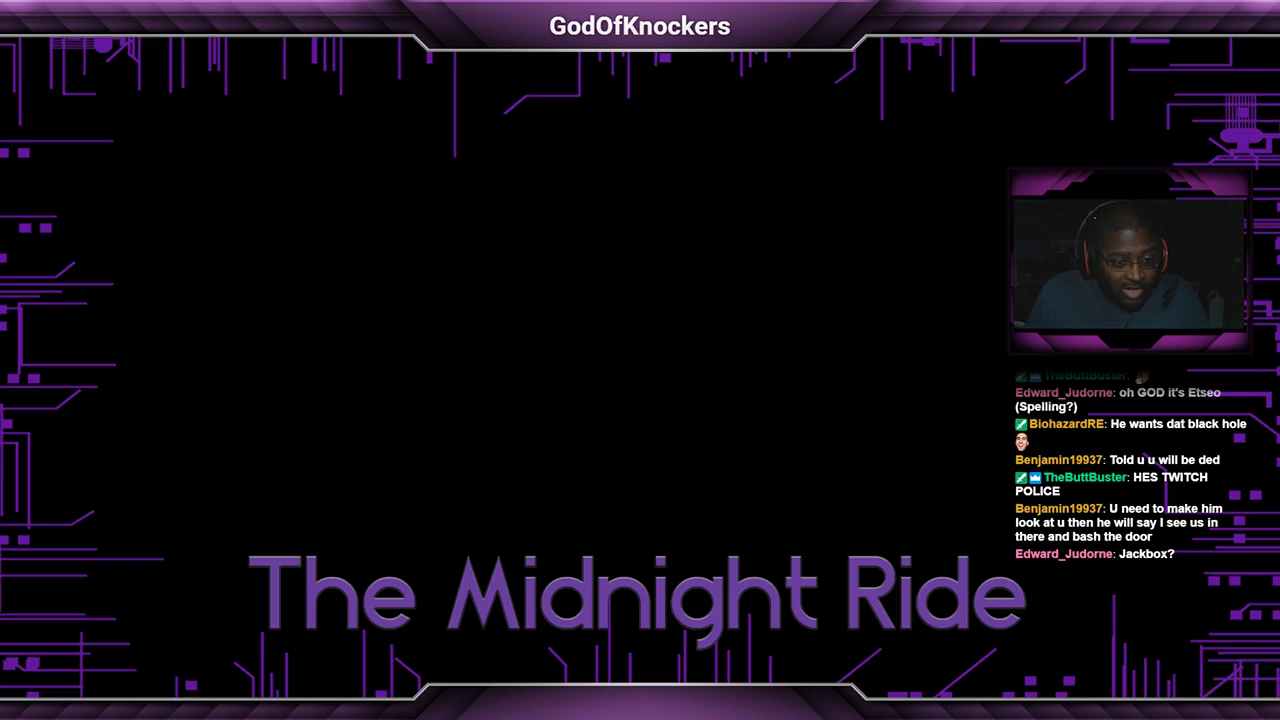 GodOfKnockers
TheButtBuster:
Edward_Judorne: oh GOD it's Etseo
(Spelling?)
BiohazardRE: He wants dat black hole
Benjamin19937: Told u u will be ded
TheButtBuster: HES TWITCH
POLICE
Benjamin19937: U need to make him
look at u then he will say I see us in
there and bash the door
Edward_Judorne: Jackbox?
The Midnight Ride